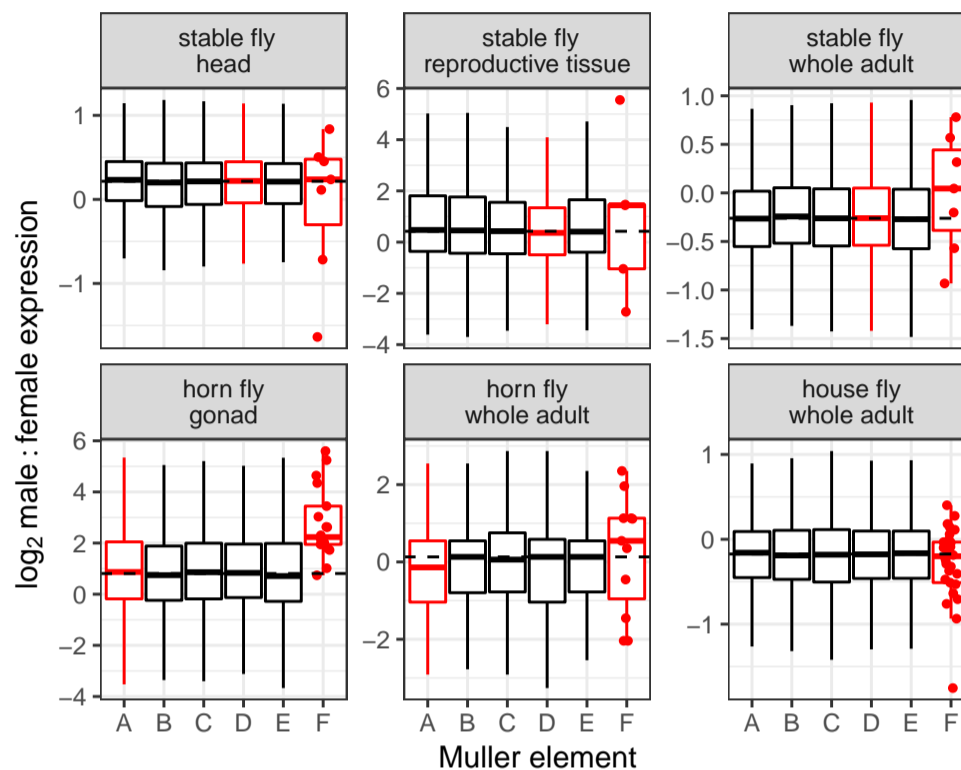 stable fly
head
stable fly
reproductive tissue
stable fly
whole adult
1
0
−1
6
4
2
0
−2
−4
1.0
0.5
0.0
−0.5
−1.0
−1.5
log2 male : female expression
horn fly
gonad
horn fly
whole adult
house fly
whole adult
6
4
2
0
−2
−4
2
0
−2
1
0
−1
A B C D E F
A B C D E F
A B C D E F
Muller element